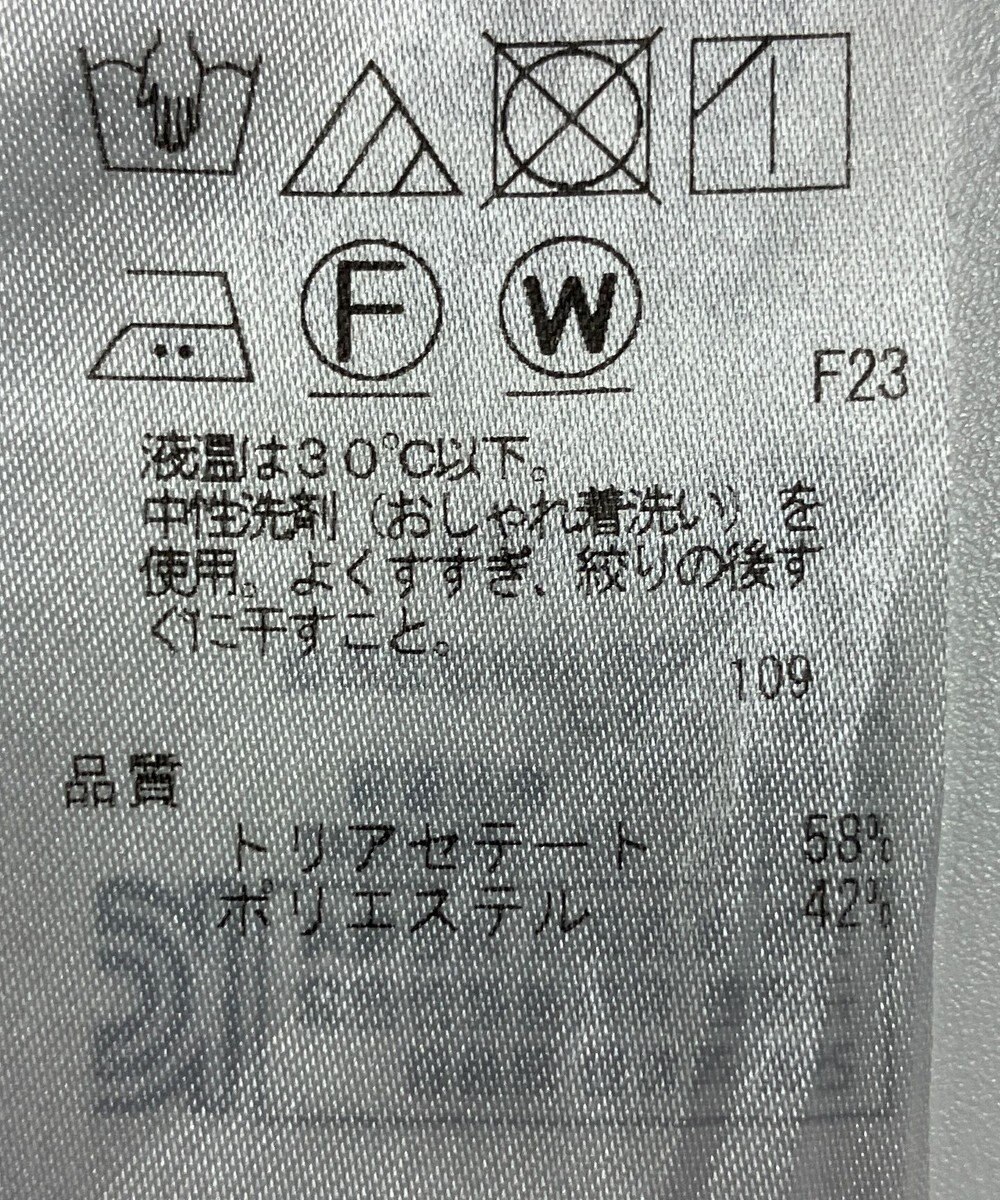 F W
F23
液温は30℃以下。
中性洗剤(おしゃれ着洗い)を
使用。よくすすぎ、絞りの後す
ぐに干すこと。
109
品質
トリアセテート 58%
ポリエステル 42%